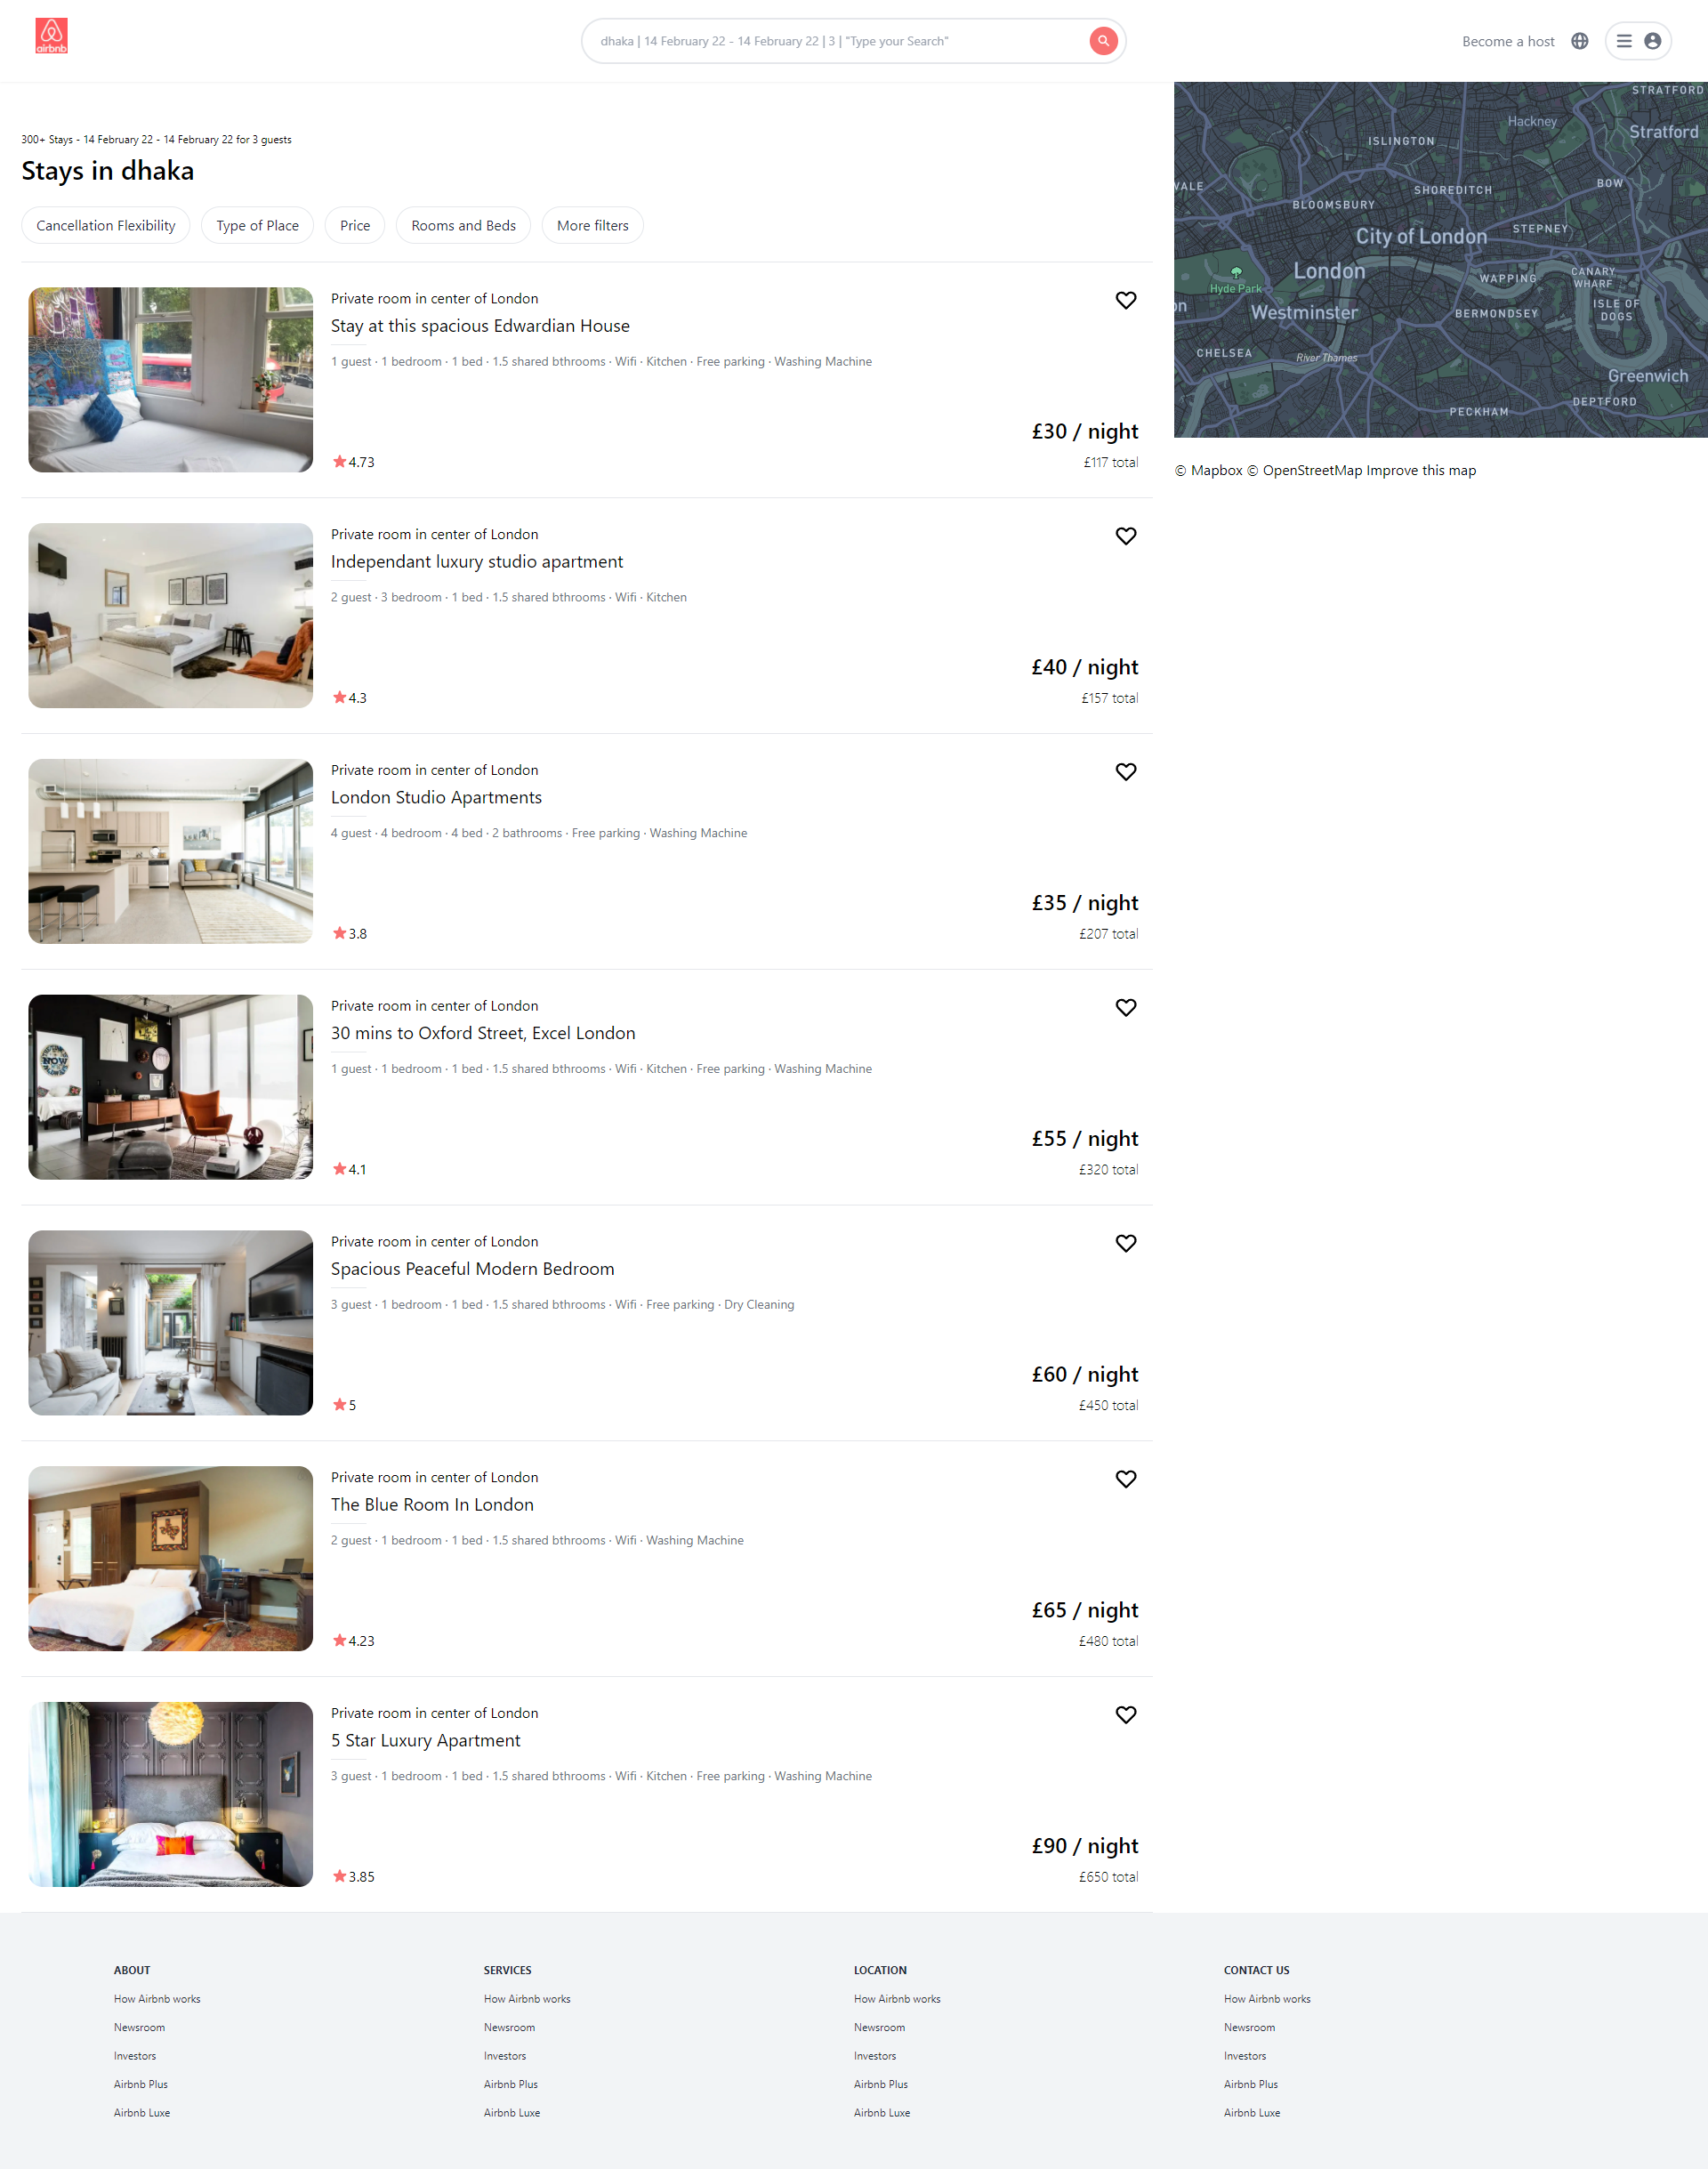 airbnb
dhaka | 14 February 22 - 14 February 22 | 3 | "Type your Search"
Become a host
300+ Stays - 14 February 22 - 14 February 22 for 3 guests
Stays in dhaka
Cancellation Flexibility
Type of Place
Price
Rooms and Beds
More filters
Private room in center of London
Stay at this spacious Edwardian House
1 guest · 1 bedroom · 1 bed · 1.5 shared bthrooms · Wifi · Kitchen · Free parking · Washing Machine
£30 / night
4.73
£117 total
Private room in center of London
Independant luxury studio apartment
2 guest · 3 bedroom · 1 bed · 1.5 shared bthrooms · Wifi · Kitchen
£40 / night
4.3
£157 total
Private room in center of London
London Studio Apartments
4 guest · 4 bedroom · 4 bed · 2 bathrooms · Free parking · Washing Machine
£35 / night
3.8
£207 total
NOW
Private room in center of London
30 mins to Oxford Street, Excel London
1 guest · 1 bedroom · 1 bed · 1.5 shared bthrooms · Wifi · Kitchen · Free parking · Washing Machine
£55 / night
4.1
£320 total
Private room in center of London
Spacious Peaceful Modern Bedroom
3 guest · 1 bedroom · 1 bed · 1.5 shared bthrooms · Wifi · Free parking · Dry Cleaning
£60 / night
5
£450 total
Private room in center of London
The Blue Room In London
2 guest · 1 bedroom · 1 bed · 1.5 shared bthrooms · Wifi · Washing Machine
£65 / night
4.23
£480 total
Private room in center of London
5 Star Luxury Apartment
3 guest · 1 bedroom · 1 bed · 1.5 shared bthrooms · Wifi · Kitchen · Free parking · Washing Machine
£90 / night
3.85
£650 total
STRATFORD
Hackney
Stratford
ISLINGTON
VALE
SHOREDITCH
BOW
BLOOMSBURY
STEPNEY
City of London
London
WAPPING
CANARY
WHARF
Hyde Park
on
Westminster
BERMONDSEY
ISLE OF
DOGS
CHELSEA
River Thames
Greenwich
DEPTFORD
PECKHAM
© Mapbox © OpenStreetMap Improve this map
ABOUT
How Airbnb works
Newsroom
Investors
Airbnb Plus
Airbnb Luxe
SERVICES
How Airbnb works
Newsroom
Investors
Airbnb Plus
Airbnb Luxe
LOCATION
How Airbnb works
Newsroom
Investors
Airbnb Plus
Airbnb Luxe
CONTACT US
How Airbnb works
Newsroom
Investors
Airbnb Plus
Airbnb Luxe